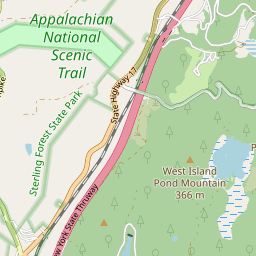 Appalachian
National
Scenic
Trail
State Highway 17
Sterling Forest State Park
West Island
Pond Mountain
366 m
York State Thruway